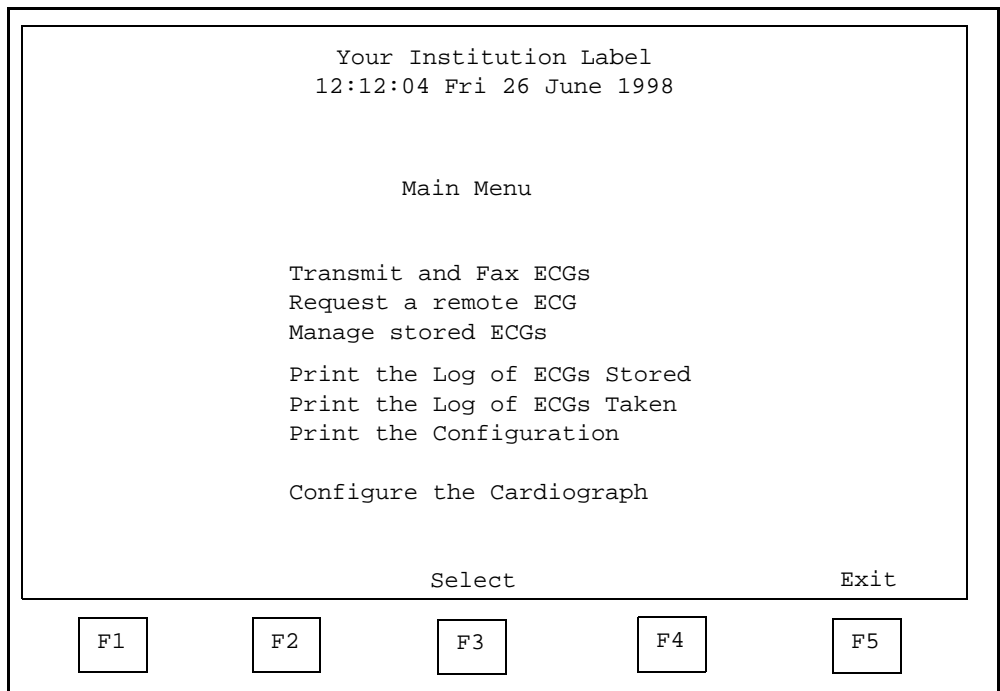 Your Institution Label
12:12:04 Fri 26 June 1998
Main Menu
Transmit and Fax ECGs
Request a remote ECG
Manage stored ECGs
Print the Log of ECGs Stored
Print the Log of ECGs Taken
Print the Configuration
Configure the Cardiograph
Select Exit
F1 F2 F3 F4 F5